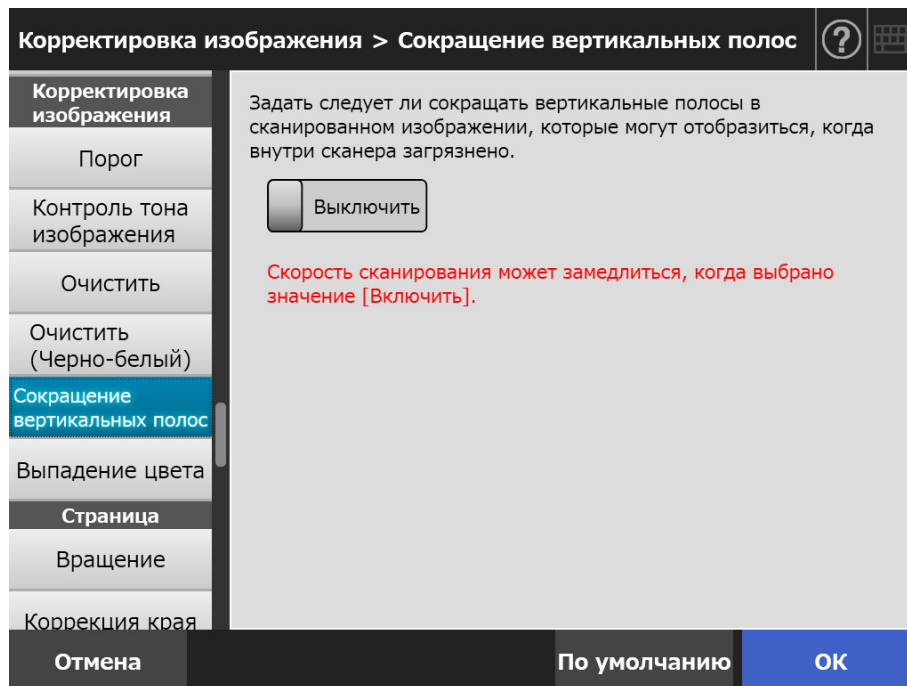 Корректировка изображения > Сокращение вертикальных полос
?
Корректировка
изображения
Порог
Контроль тона
изображения
Очистить
Очистить
(Черно-белый)
Сокращение
вертикальных полос
Выпадение цвета
Страница
Вращение
Коррекция края
Задать следует ли сокращать вертикальные полосы в
сканированном изображении, которые могут отобразиться, когда
внутри сканера загрязнено.
Выключить
Скорость сканирования может замедлиться, когда выбрано
значение [Включить].
Отмена
По умолчанию
ОК